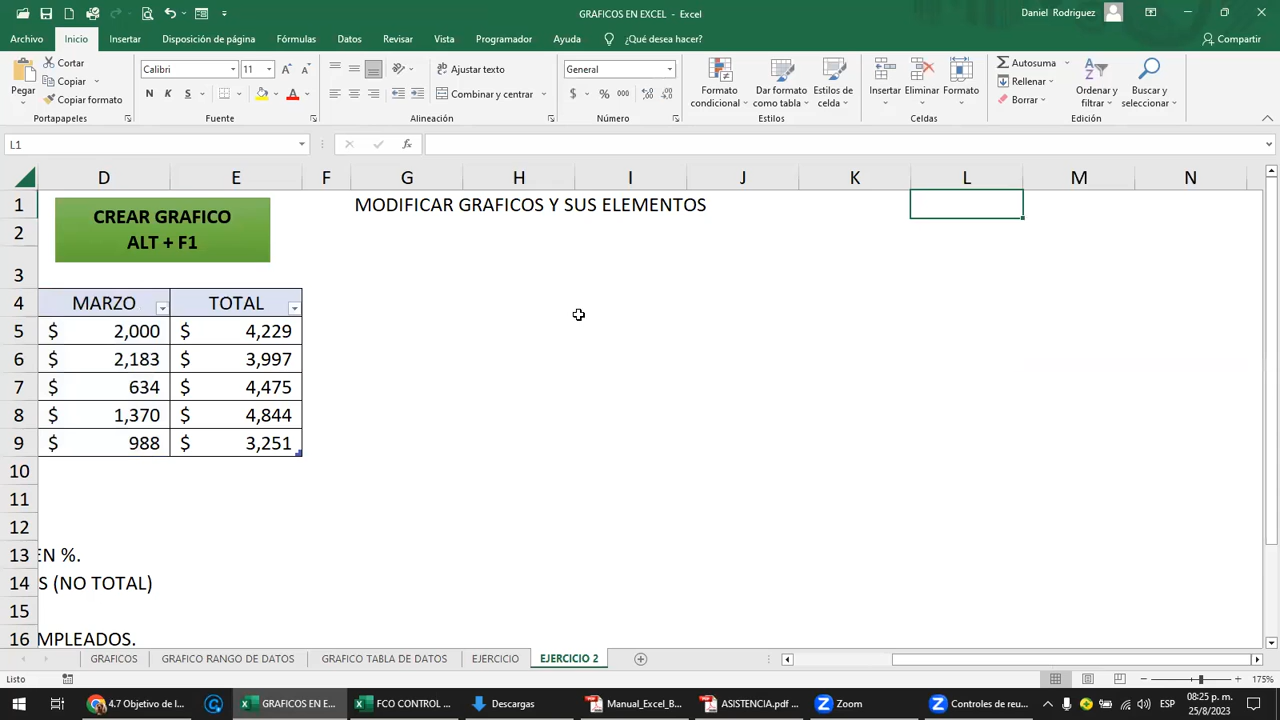 GRAFICOS EN EXCEL - Excel
Daniel Rodriguez
Archivo Inicio Insertar Disposición de página Fórmulas Datos Revisar Vista Programador Ayuda ¿Qué desea hacer? Compartir
Pegar
Cortar
Copiar
Copiar formato
Portapapeles
Calibri 11
N K S
Fuente
Ajustar texto
Combinar y centrar
Alineación
General
$ % 000
Número
Formato condicional
Dar formato como tabla
Estilos de celda
Estilos
Insertar
Eliminar
Formato
Celdas
Autosuma
Rellenar
Borrar
Ordenar y filtrar
Buscar y seleccionar
Edición
L1
fx
D E F G H I J K L M N
1 MODIFICAR GRAFICOS Y SUS ELEMENTOS
CREAR GRAFICO
ALT + F1
2
3
4 MARZO TOTAL
5 $ 2,000 $ 4,229
6 $ 2,183 $ 3,997
7 $ 634 $ 4,475
8 $ 1,370 $ 4,844
9 $ 988 $ 3,251
10
11
12
13 EN %.
14 S (NO TOTAL)
15
16 MPLEADOS.
GRAFICOS GRAFICO RANGO DE DATOS GRAFICO TABLA DE DATOS EJERCICIO EJERCICIO 2
Listo
175%
4.7 Objetivo de l... GRAFICOS EN E... FCO CONTROL ... Descargas Manual_Excel_B... ASISTENCIA.pdf ... Zoom Controles de reu... ESP
08:25 p. m.
25/8/2023